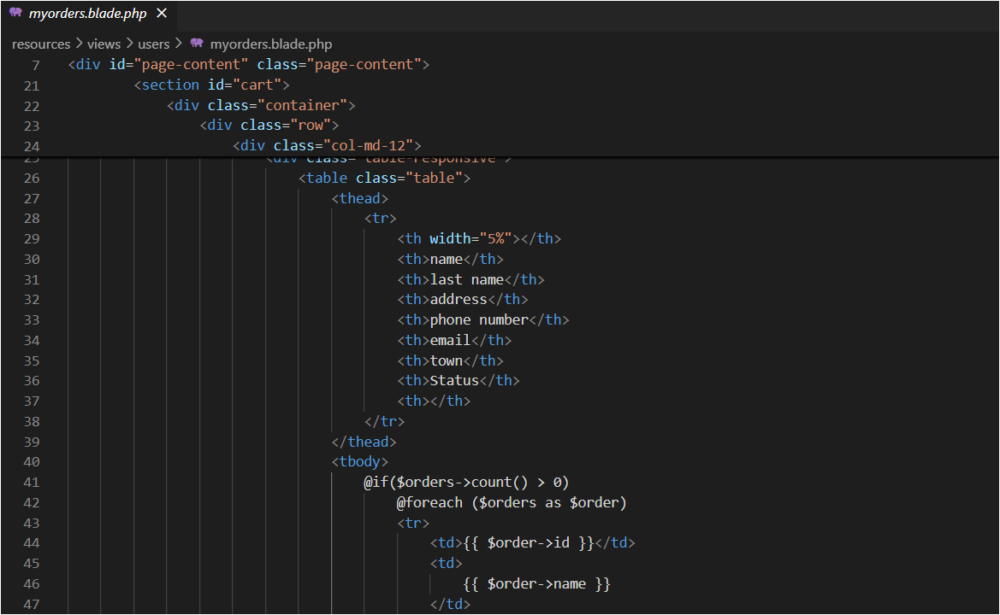 myorders.blade.php
resources > views > users > myorders.blade.php
7 <div id="page-content" class="page-content">
21 <section id="cart">
22 <div class="container">
23 <div class="row">
24 <div class="col-md-12">
25 <div class="table-responsive">
26 <table class="table">
27 <thead>
28 <tr>
29 <th width="5%"></th>
30 <th>name</th>
31 <th>last name</th>
32 <th>address</th>
33 <th>phone number</th>
34 <th>email</th>
35 <th>town</th>
36 <th>Status</th>
37 <th></th>
38 </tr>
39 </thead>
40 <tbody>
41 @if($orders->count() > 0)
42 @foreach ($orders as $order)
43 <tr>
44 <td>{{ $order->id }}</td>
45 <td>
46 {{ $order->name }}
47 </td>